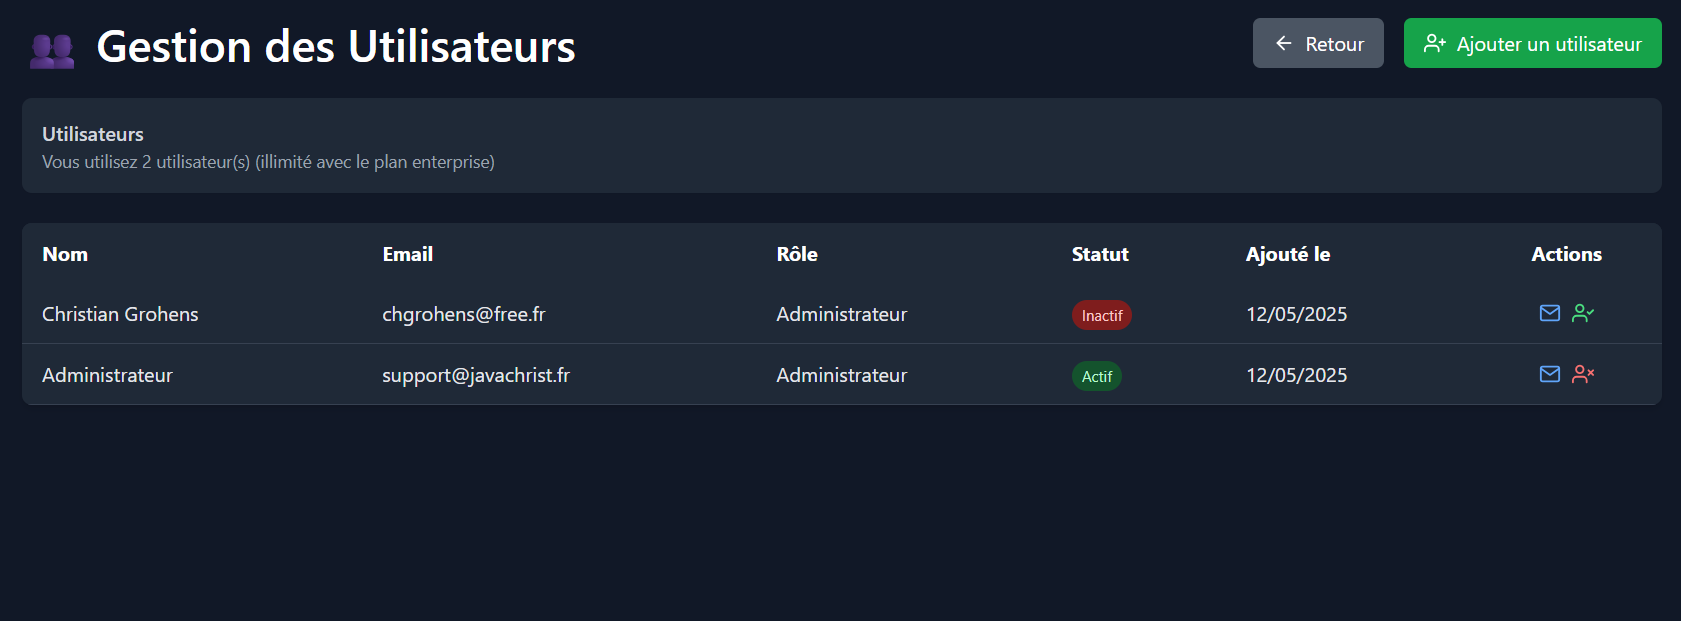 Gestion des Utilisateurs
Retour
Ajouter un utilisateur
Utilisateurs
Vous utilisez 2 utilisateur(s) (illimité avec le plan enterprise)
Nom Email Rôle Statut Ajouté le Actions
Christian Grohens chgrohens@free.fr Administrateur Inactif 12/05/2025
Administrateur support@javachrist.fr Administrateur Actif 12/05/2025